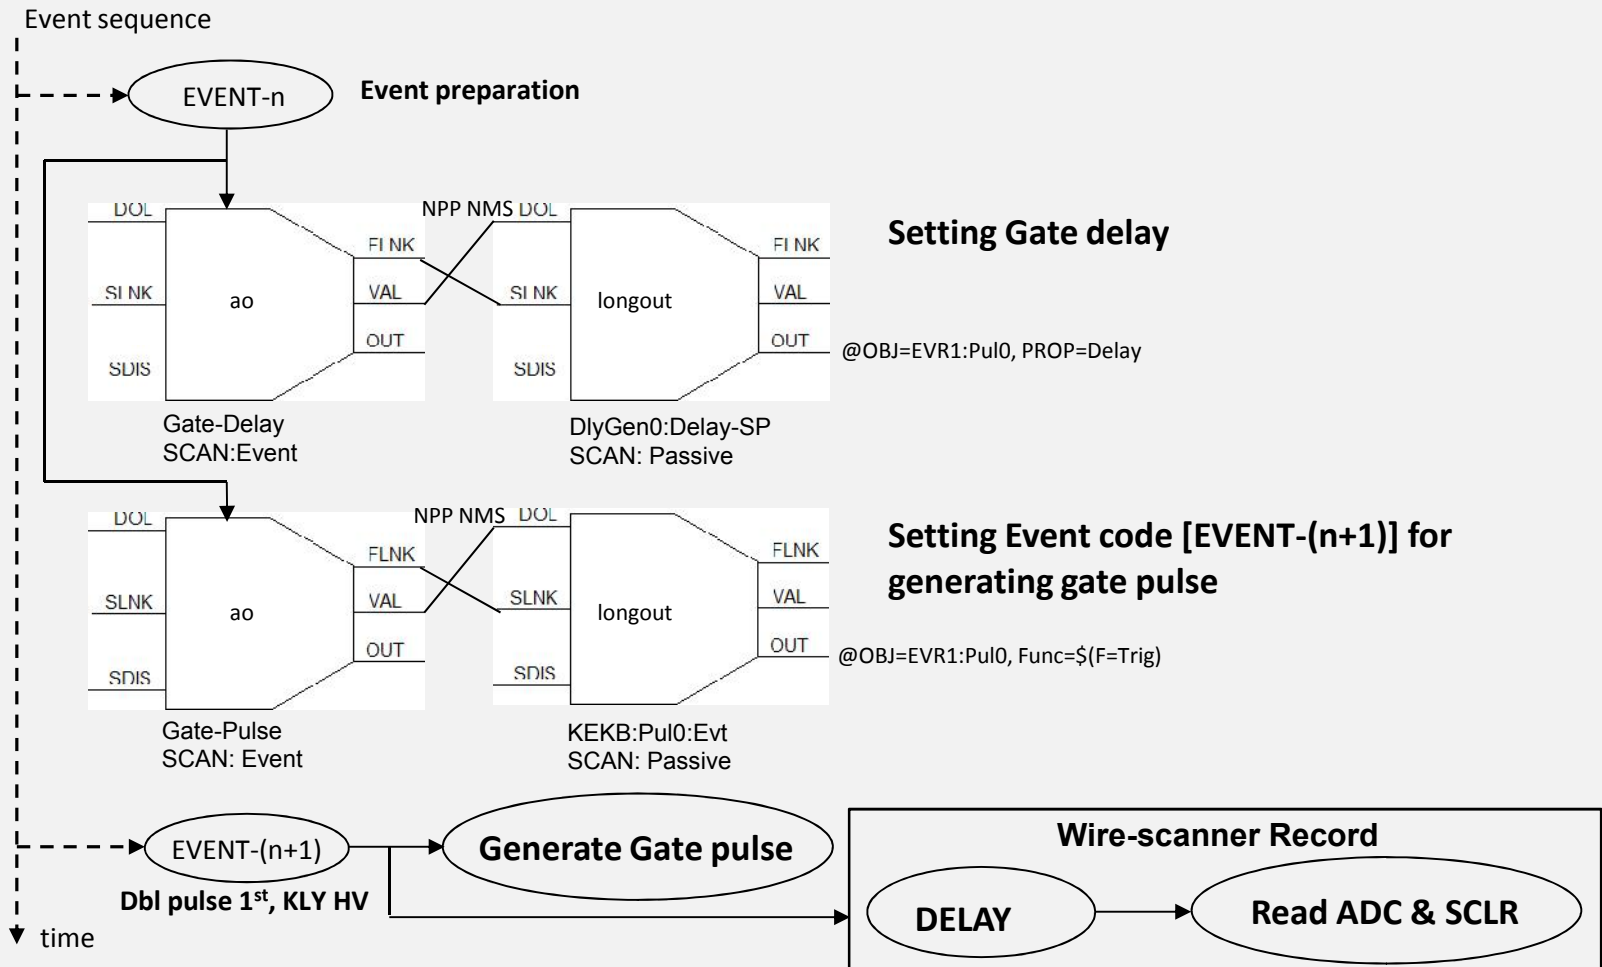 Event sequence
EVENT-n
Event preparation
DOL
SLNK
SDIS
ao
FLNK
VAL
OUT
NPP NMS
DOL
SLNK
SDIS
longout
FLNK
VAL
OUT
Setting Gate delay
@OBJ=EVR1:Pul0, PROP=Delay
Gate-Delay
SCAN:Event
DlyGen0:Delay-SP
SCAN: Passive
DOL
SLNK
SDIS
ao
FLNK
VAL
OUT
NPP NMS
DOL
SLNK
SDIS
longout
FLNK
VAL
OUT
Setting Event code [EVENT-(n+1)] for
generating gate pulse
@OBJ=EVR1:Pul0, Func=$(F=Trig)
Gate-Pulse
SCAN: Event
KEKB:Pul0:Evt
SCAN: Passive
EVENT-(n+1)
Dbl pulse 1st, KLY HV
Generate Gate pulse
Wire-scanner Record
DELAY
Read ADC & SCLR
time